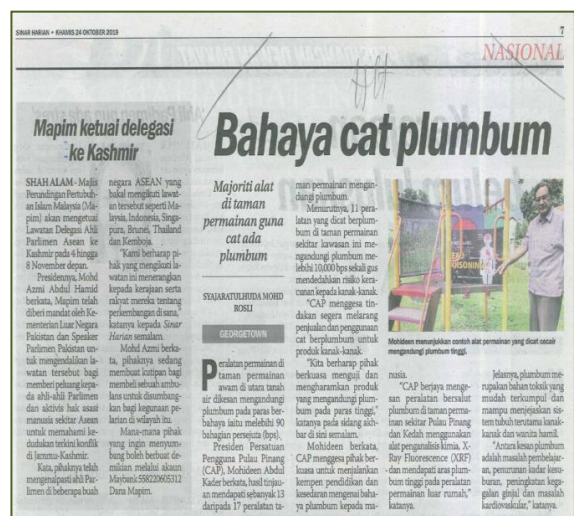 SINAR HARIAN • KHAMIS 24 OKTOBER 2019
7
NASIONAL
Mapim ketuai delegasi
ke Kashmir
SHAH ALAM - Majlis
Perundingan Pertubuh-
an Islam Malaysia (Ma-
pim) akan mengetuai
Lawatan Delegasi Ahli
Parlimen Asean ke
Kashmir pada 4 hingga
8 November depan.
Presidennya, Mohd
Azmi Abdul Hamid
berkata, Mapim telah
diberi mandat oleh Ke-
menterian Luar Negara
Pakistan dan Speaker
Parlimen Pakistan un-
tuk mengendalikan la-
watan tersebut bagi
memberi peluang kepa-
da ahli-ahli Parlimen
dan aktivis hak asasi
manusia sekitar Asean
untuk memahami ke-
dudukan terkini konflik
di Jammu-Kashmir.
Kata, pihaknya telah
mengenalpasti ahli Par-
limen di beberapa buah
negara ASEAN yang
bakal mengikuti lawat-
an tersebut seperti Ma-
laysia, Indonesia, Singa-
pura, Brunei, Thailand
dan Kemboja.
"Kami berharap pi-
hak yang mengikuti la-
watan ini menerangkan
kepada kerajaan serta
rakyat mereka tentang
perkembangan di sana,"
katanya kepada Sinar
Harian semalam.
Mohd Azmi berka-
ta, pihaknya sedang
membuat kutipan bagi
membeli sebuah ambu-
lans untuk disumbang-
kan bagi kegunaan pe-
larian di wilayah itu.
Mana-mana pihak
yang ingin menyum-
bang boleh berbuat de-
mikian melalui akaun
Maybank 558220605312
Dana Mapim.
Bahaya cat plumbum
Majoriti alat
di taman
permainan guna
cat ada
plumbum
SYAJARATULHUDA MOHD
ROSLI
GEORGETOWN
Peralatan permainan di
taman permainan
awam di utara tanah
air dikesan mengandungi
plumbum pada paras ber-
bahaya iaitu melebihi 90
bahagian persejuta (bps).
Presiden Persatuan
Pengguna Pulau Pinang
(CAP), Mohideen Abdul
Kader berkata, hasil tinjau-
an mendapati sebanyak 13
daripada 17 peralatan ta-
man permainan mengan-
dungi plumbum.
Menurutnya, 11 pera-
latan yang dicat berplum-
bum di taman permainan
sekitar kawasan ini me-
ngandungi plumbum me-
lebihi 10,000 bps sekali gus
mendedahkan risiko kera-
cunan kepada kanak-kanak.
"CAP menggesa tin-
dakan segera melarang
penjualan dan penggunaan
cat berplumbum untuk
produk kanak-kanak.
"Kita berharap pihak
berkuasa menguji dan
mengharamkan produk
yang mengandungi plum-
bum pada paras tinggi,"
katanya pada sidang akh-
bar di sini semalam.
Mohideen berkata,
CAP menggesa pihak ber-
kuasa untuk menjalankan
kempen pendidikan dan
kesedaran mengenai baha-
ya plumbum kepada ma-
Mohideen menunjukkan contoh alat permainan yang dicat cecair
mengandungi plumbum tinggi.
nusia.
"CAP berjaya menge-
san peralatan bersalut
plumbum di taman perma-
inan sekitar Pulau Pinang
dan Kedah menggunakan
alat penganalisis kimia, X-
Ray Fluorescence (XRF)
dan mendapati aras plum-
bum tinggi pada peralatan
permainan luar rumah,"
katanya.
Jelasnya, plumbum me-
rupakan bahan toksik yang
mudah terkumpul dan
mampu menjejaskan sis-
tem tubuh terutama kanak-
kanak dan wanita hamil.
"Antara kesan plumbum
adalah masalah pembelajar-
an, penurunan kadar kesu-
buran, peningkatan kega-
galan ginjal dan masalah
kardiovaskular," katanya.